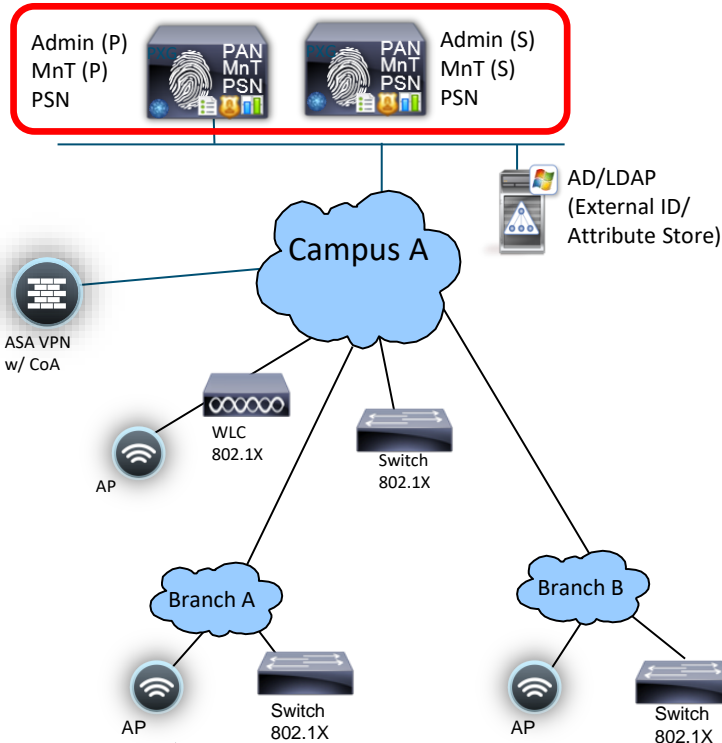 Admin (P)
MnT (P)
PSN
PXG
PAN
MnT
PSN
PXG
PAN
MnT
PSN
Admin (S)
MnT (S)
PSN
AD/LDAP
(External ID/
Attribute Store)
Campus A
ASA VPN
w/ CoA
WLC
802.1X
AP
Switch
802.1X
Branch A
Branch B
AP
Switch
802.1X
AP
Switch
802.1X